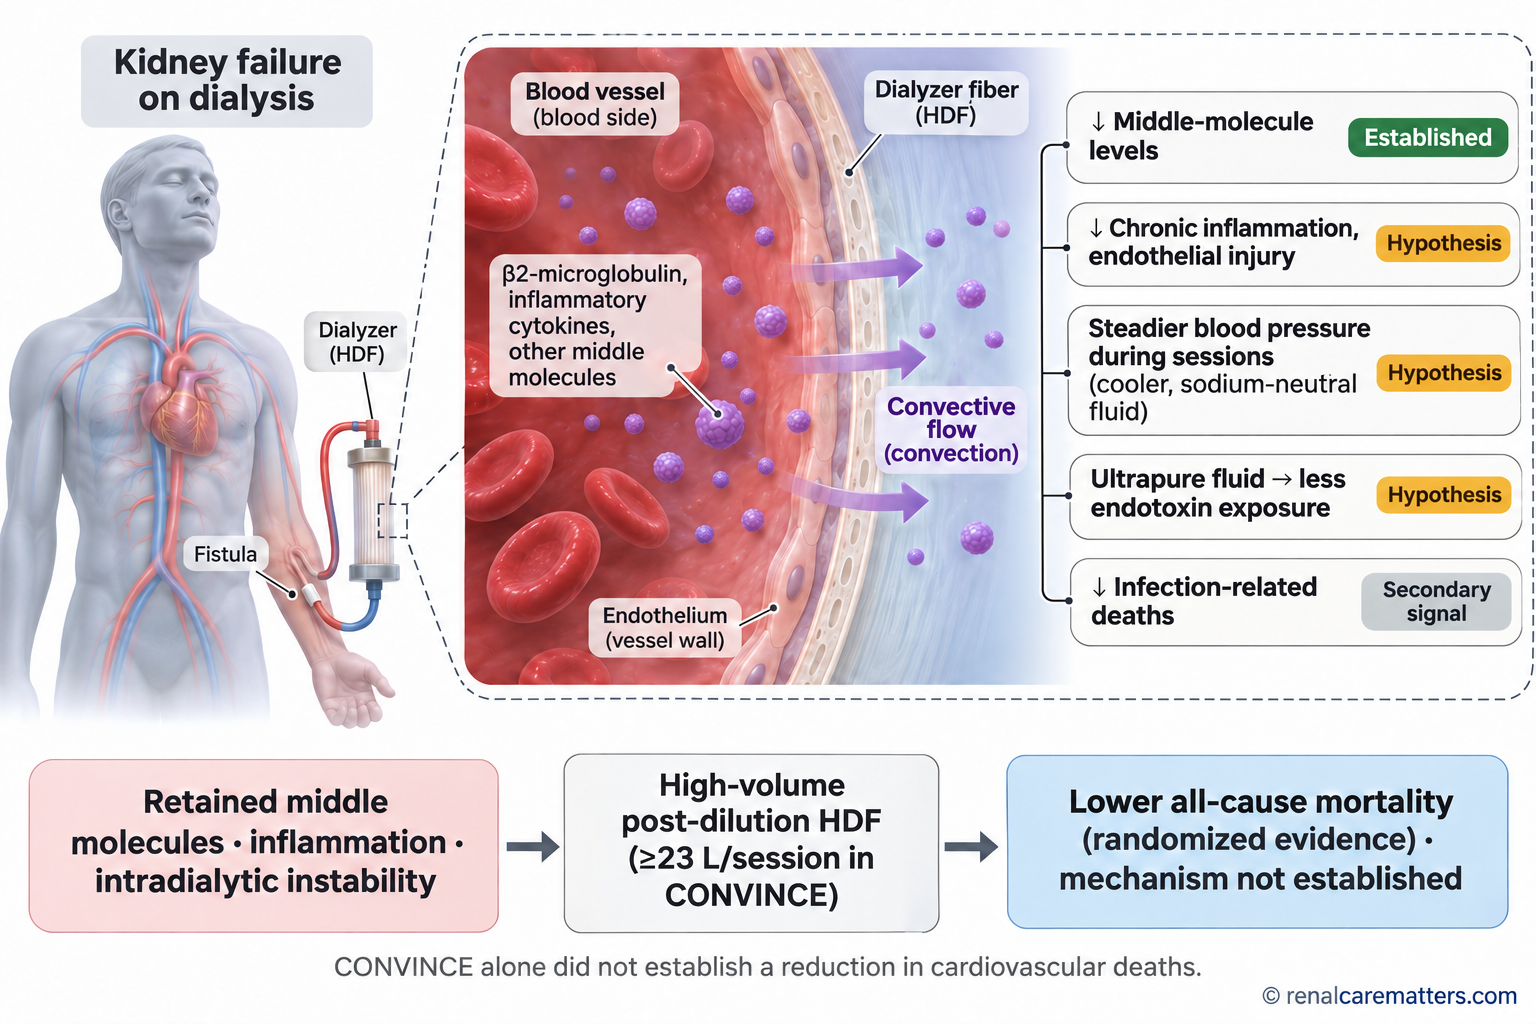 Kidney failure
on dialysis
Dialyzer
(HDF)
Fistula
Blood vessel
(blood side)
Dialyzer fiber
(HDF)
β2-microglobulin,
inflammatory
cytokines,
other middle
molecules
Convective
flow
(convection)
Endothelium
(vessel wall)
↓ Middle-molecule
levels
Established
↓ Chronic inflammation,
endothelial injury
Hypothesis
Steadier blood pressure
during sessions
(cooler, sodium-neutral
fluid)
Hypothesis
Ultrapure fluid → less
endotoxin exposure
Hypothesis
↓ Infection-related
deaths
Secondary
signal
Retained middle
molecules · inflammation ·
intradialytic instability
High-volume
post-dilution HDF
(≥23 L/session in
CONVINCE)
Lower all-cause mortality
(randomized evidence) ·
mechanism not established
CONVINCE alone did not establish a reduction in cardiovascular deaths.
© renalcarematters.com